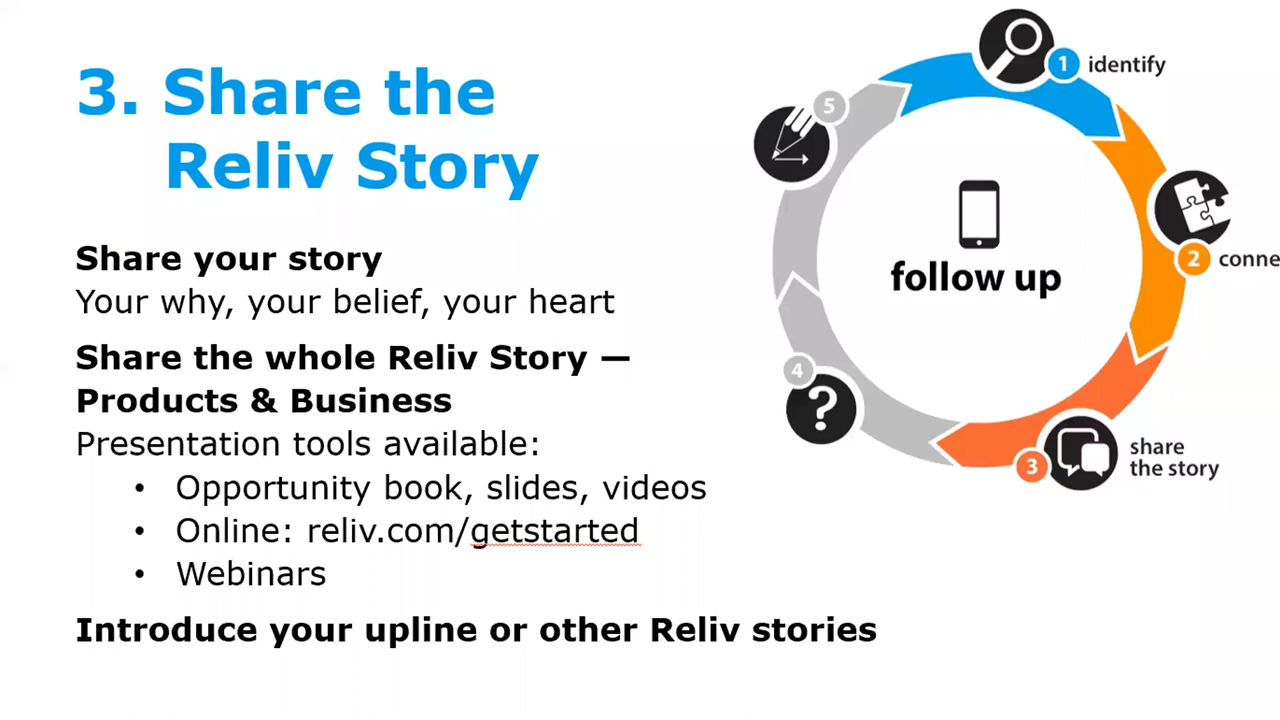 3. Share the
Reliv Story
Share your story
Your why, your belief, your heart
Share the whole Reliv Story —
Products & Business
Presentation tools available:
• Opportunity book, slides, videos
• Online: reliv.com/getstarted
• Webinars
Introduce your upline or other Reliv stories
1 identify
2 conne
3 share
the story
4
?
5
follow up